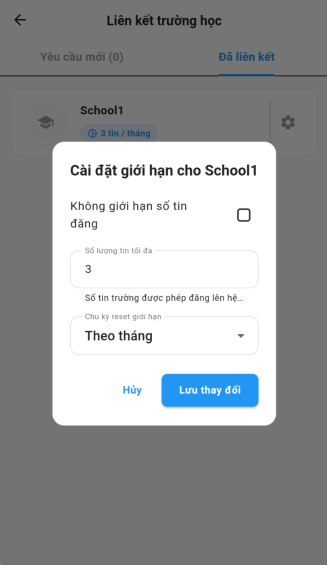 Liên kết trường học
Yêu cầu mới (0)
Đã liên kết
School1
3 tin / tháng
Cài đặt giới hạn cho School1
Không giới hạn số tin
đăng
Số lượng tin tối đa
3
Số tin trường được phép đăng lên hệ...
Chu kỳ reset giới hạn
Theo tháng
Hủy
Lưu thay đổi